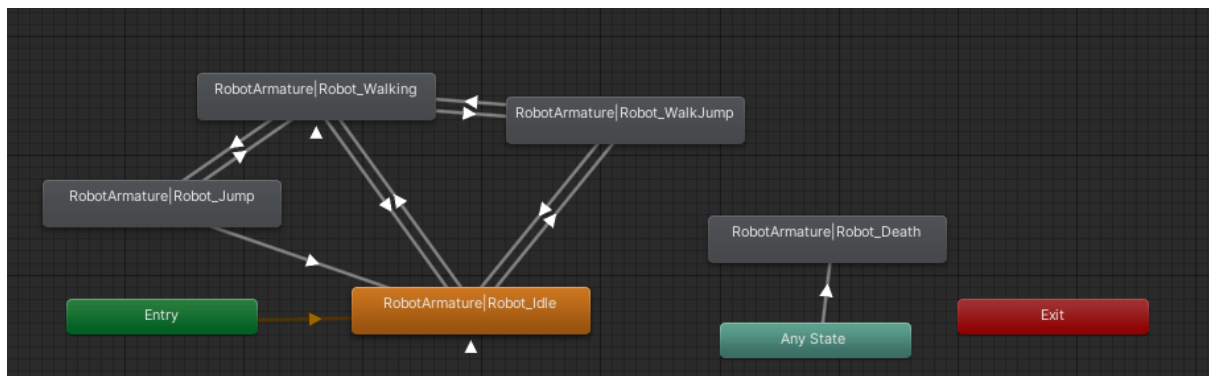 RobotArmature|Robot_Walking
RobotArmature|Robot_WalkJump
RobotArmature|Robot_Jump
RobotArmature|Robot_Death
RobotArmature|Robot_Idle
Entry
Exit
Any State